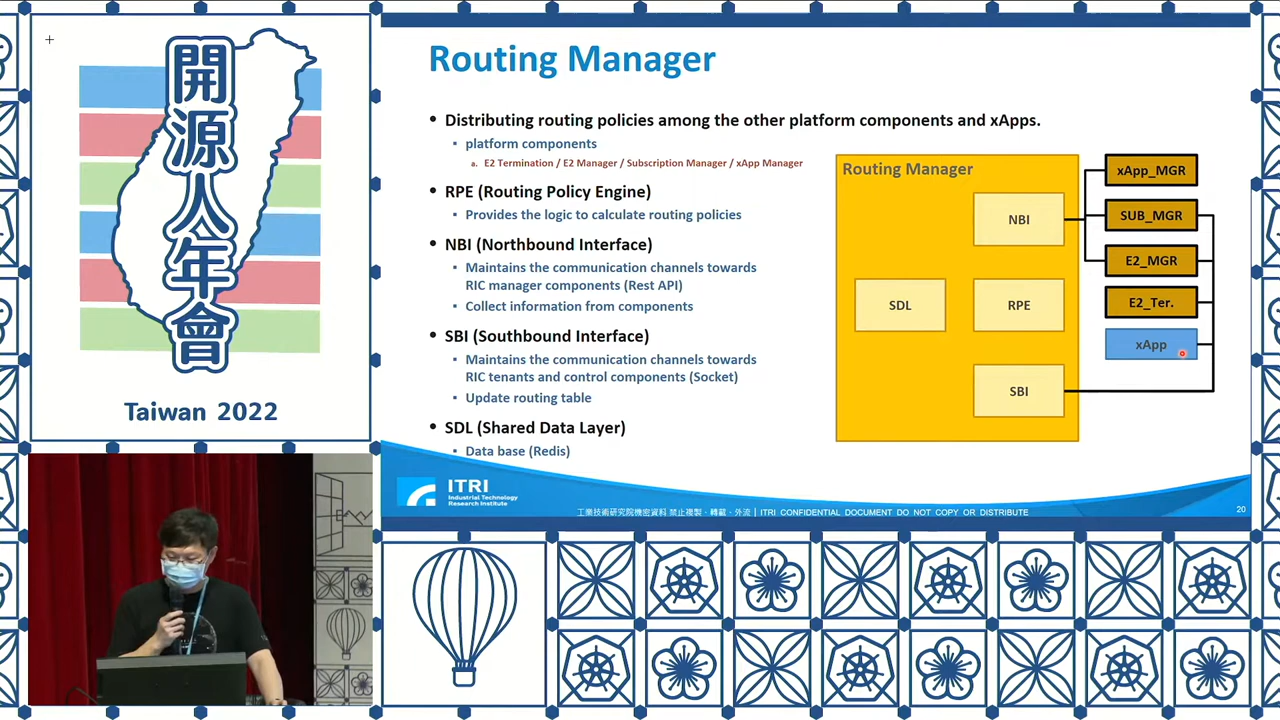 開源人年會
Taiwan 2022
Routing Manager
• Distributing routing policies among the other platform components and xApps.
▪ platform components
a. E2 Termination / E2 Manager / Subscription Manager / xApp Manager
• RPE (Routing Policy Engine)
▪ Provides the logic to calculate routing policies
• NBI (Northbound Interface)
▪ Maintains the communication channels towards
RIC manager components (Rest API)
▪ Collect information from components
• SBI (Southbound Interface)
▪ Maintains the communication channels towards
RIC tenants and control components (Socket)
▪ Update routing table
• SDL (Shared Data Layer)
▪ Data base (Redis)
Routing Manager
NBI
SDL
RPE
SBI
xApp_MGR
SUB_MGR
E2_MGR
E2_Ter.
xApp
ITRI
Industrial Technology
Research Institute
工業技術研究院機密資料 禁止複製、轉載、外流 | ITRI CONFIDENTIAL DOCUMENT DO NOT COPY OR DISTRIBUTE
20